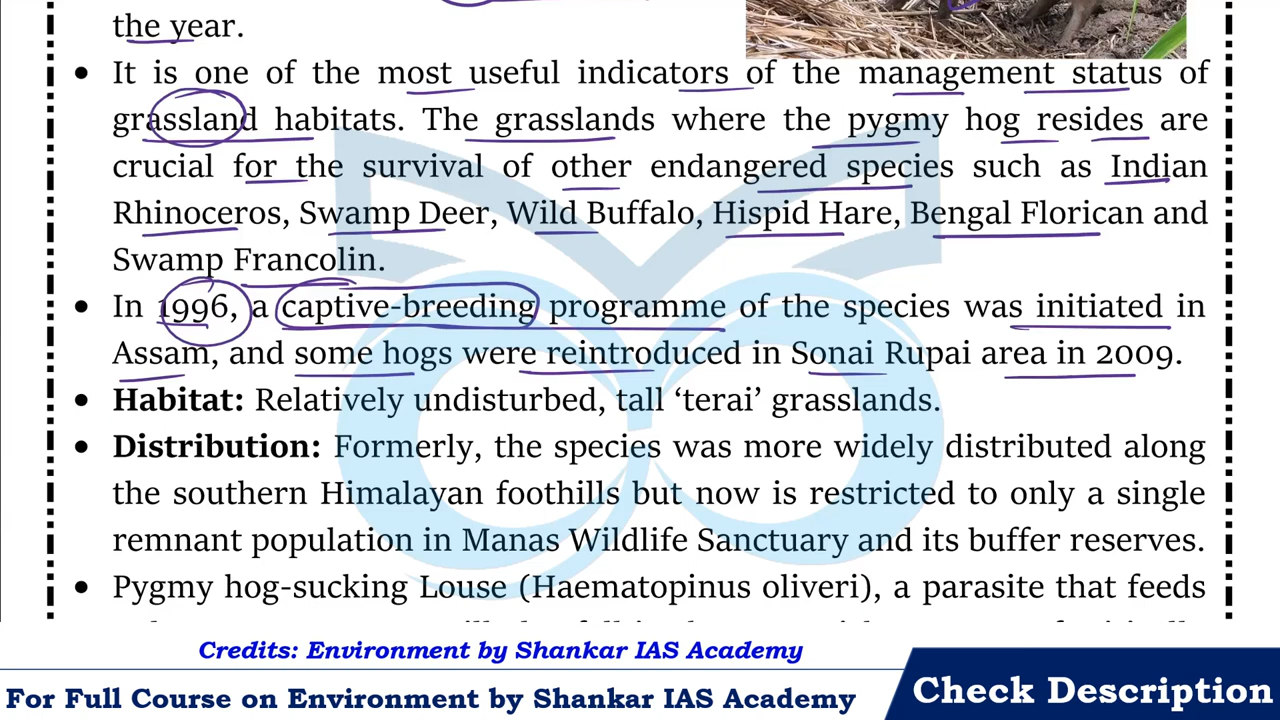 the year.
• It is one of the most useful indicators of the management status of
grassland habitats. The grasslands where the pygmy hog resides are
crucial for the survival of other endangered species such as Indian
Rhinoceros, Swamp Deer, Wild Buffalo, Hispid Hare, Bengal Florican and
Swamp Francolin.
• In 1996, a captive-breeding programme of the species was initiated in
Assam, and some hogs were reintroduced in Sonai Rupai area in 2009.
• Habitat: Relatively undisturbed, tall ‘terai’ grasslands.
• Distribution: Formerly, the species was more widely distributed along
the southern Himalayan foothills but now is restricted to only a single
remnant population in Manas Wildlife Sanctuary and its buffer reserves.
• Pygmy hog-sucking Louse (Haematopinus oliveri), a parasite that feeds
Credits: Environment by Shankar IAS Academy
For Full Course on Environment by Shankar IAS Academy
Check Description